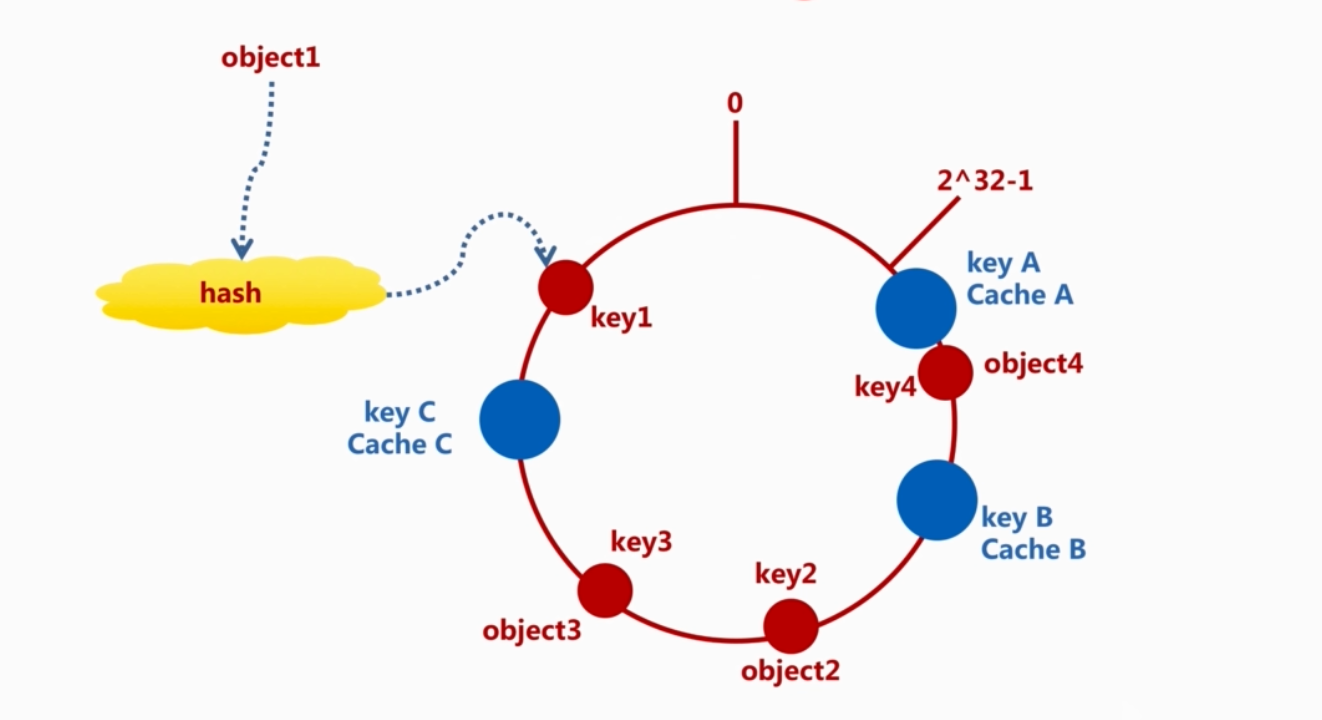 object1
0
2^32-1
key A
Cache A
hash
key1
object4
key4
key C
Cache C
key B
Cache B
key3
key2
object3
object2